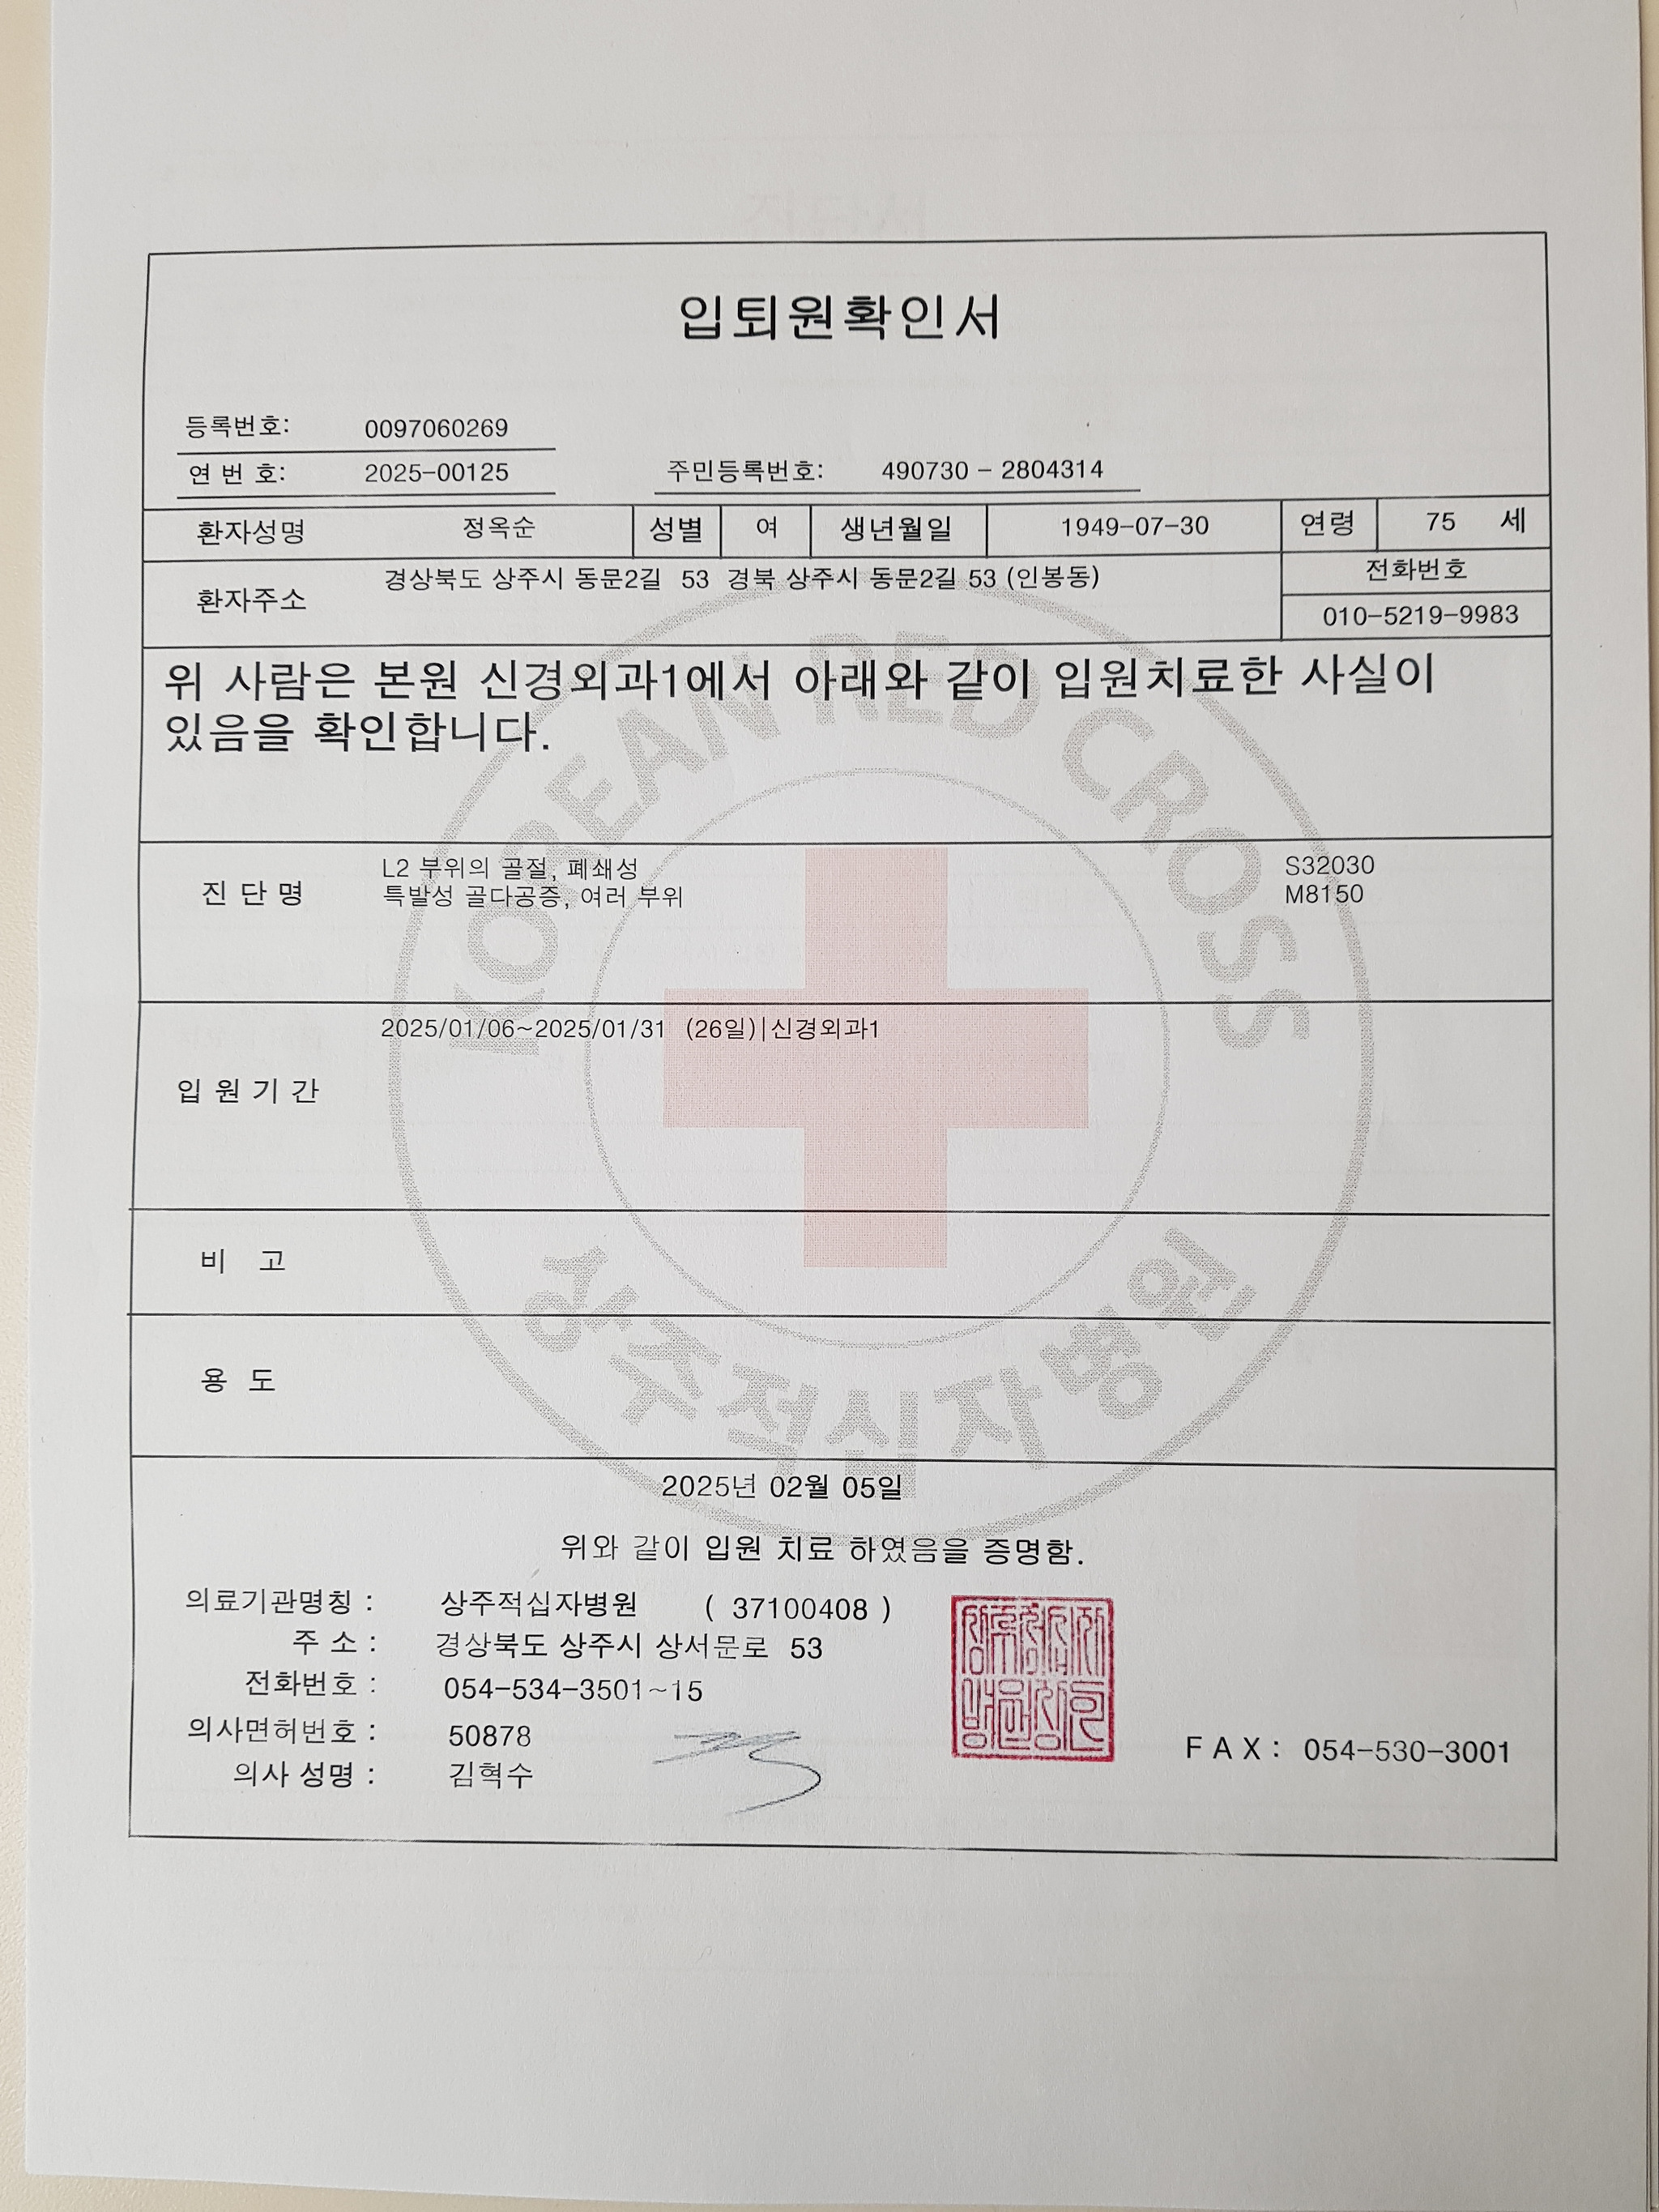 입퇴원확인서
등록번호: 0097060269
연 번 호: 2025-00125 주민등록번호: 490730 - 2804314
환자성명 정옥순 성별 여 생년월일 1949-07-30 연령 75 세
환자주소 경상북도 상주시 동문2길 53 경북 상주시 동문2길 53 (인봉동) 전화번호
010-5219-9983
위 사람은 본원 신경외과1에서 아래와 같이 입원치료한 사실이
있음을 확인합니다.
진 단 명 L2 부위의 골절, 폐쇄성 S32030
특발성 골다공증, 여러 부위 M8150
입 원 기 간 2025/01/06~2025/01/31 (26일)|신경외과1
비 고
용 도
KOREAN RED CROSS
상주적십자병원
2025년 02월 05일
위와 같이 입원 치료 하였음을 증명함.
의료기관명칭 : 상주적십자병원 ( 37100408 )
주 소 : 경상북도 상주시 상서문로 53
전화번호 : 054-534-3501~15
의사면허번호 : 50878
의사 성명 : 김혁수
F A X : 054-530-3001